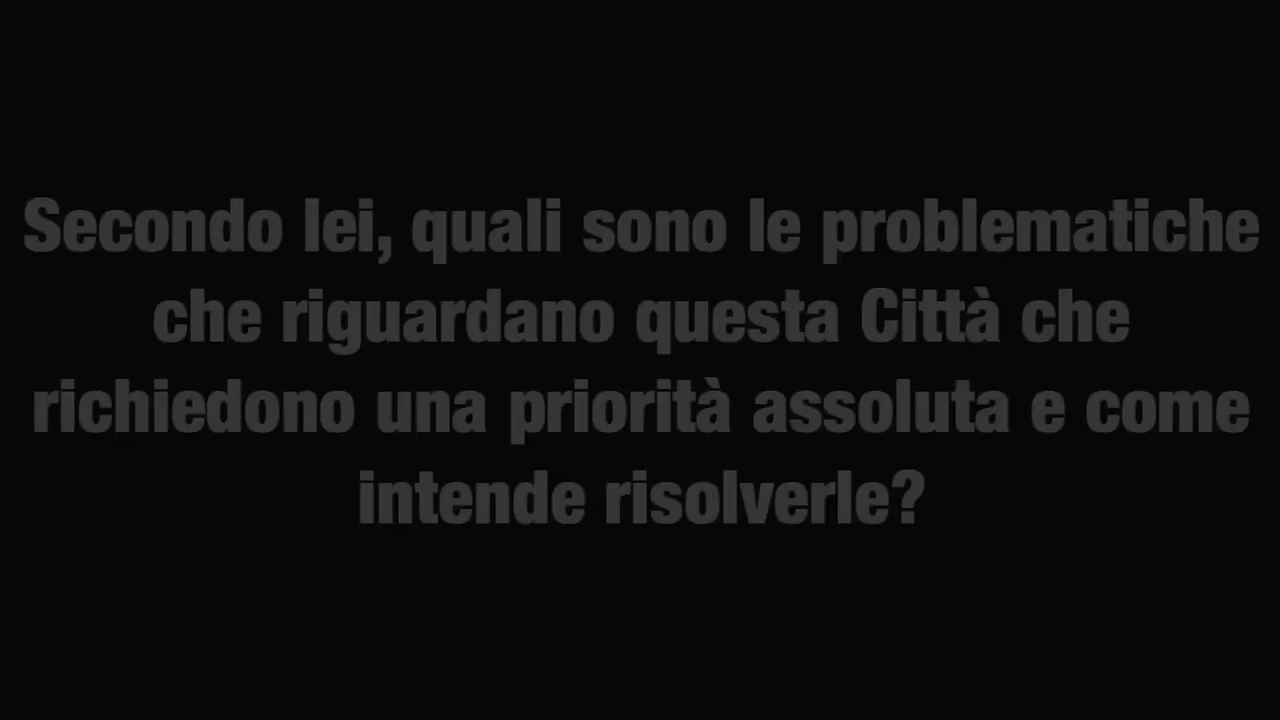 Secondo lei, quali sono le problematiche
che riguardano questa Città che
richiedono una priorità assoluta e come
intende risolverle?